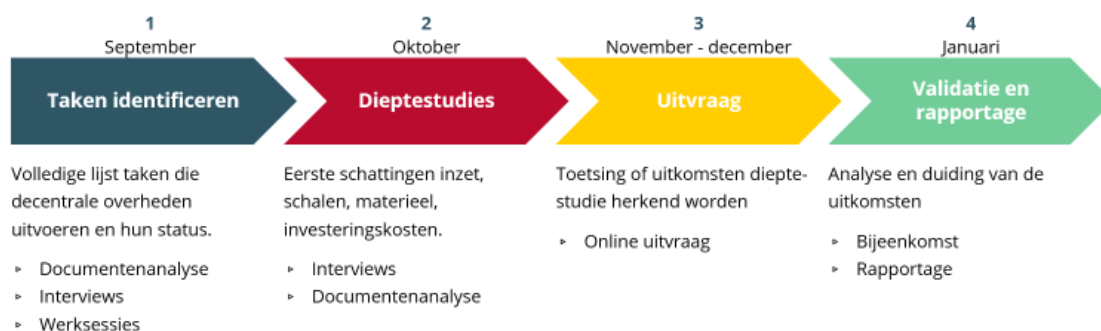 1
September
Taken identificeren
Volledige lijst taken die
decentrale overheden
uitvoeren en hun status.
▹ Documentenanalyse
▹ Interviews
▹ Werksessies
2
Oktober
Dieptestudies
Eerste schattingen inzet,
schalen, materieel,
investeringskosten.
▹ Interviews
▹ Documentenanalyse
3
November - december
Uitvraag
Toetsing of uitkomsten diepte-
studie herkend worden
▹ Online uitvraag
4
Januari
Validatie en
rapportage
Analyse en duiding van de
uitkomsten
▹ Bijeenkomst
▹ Rapportage